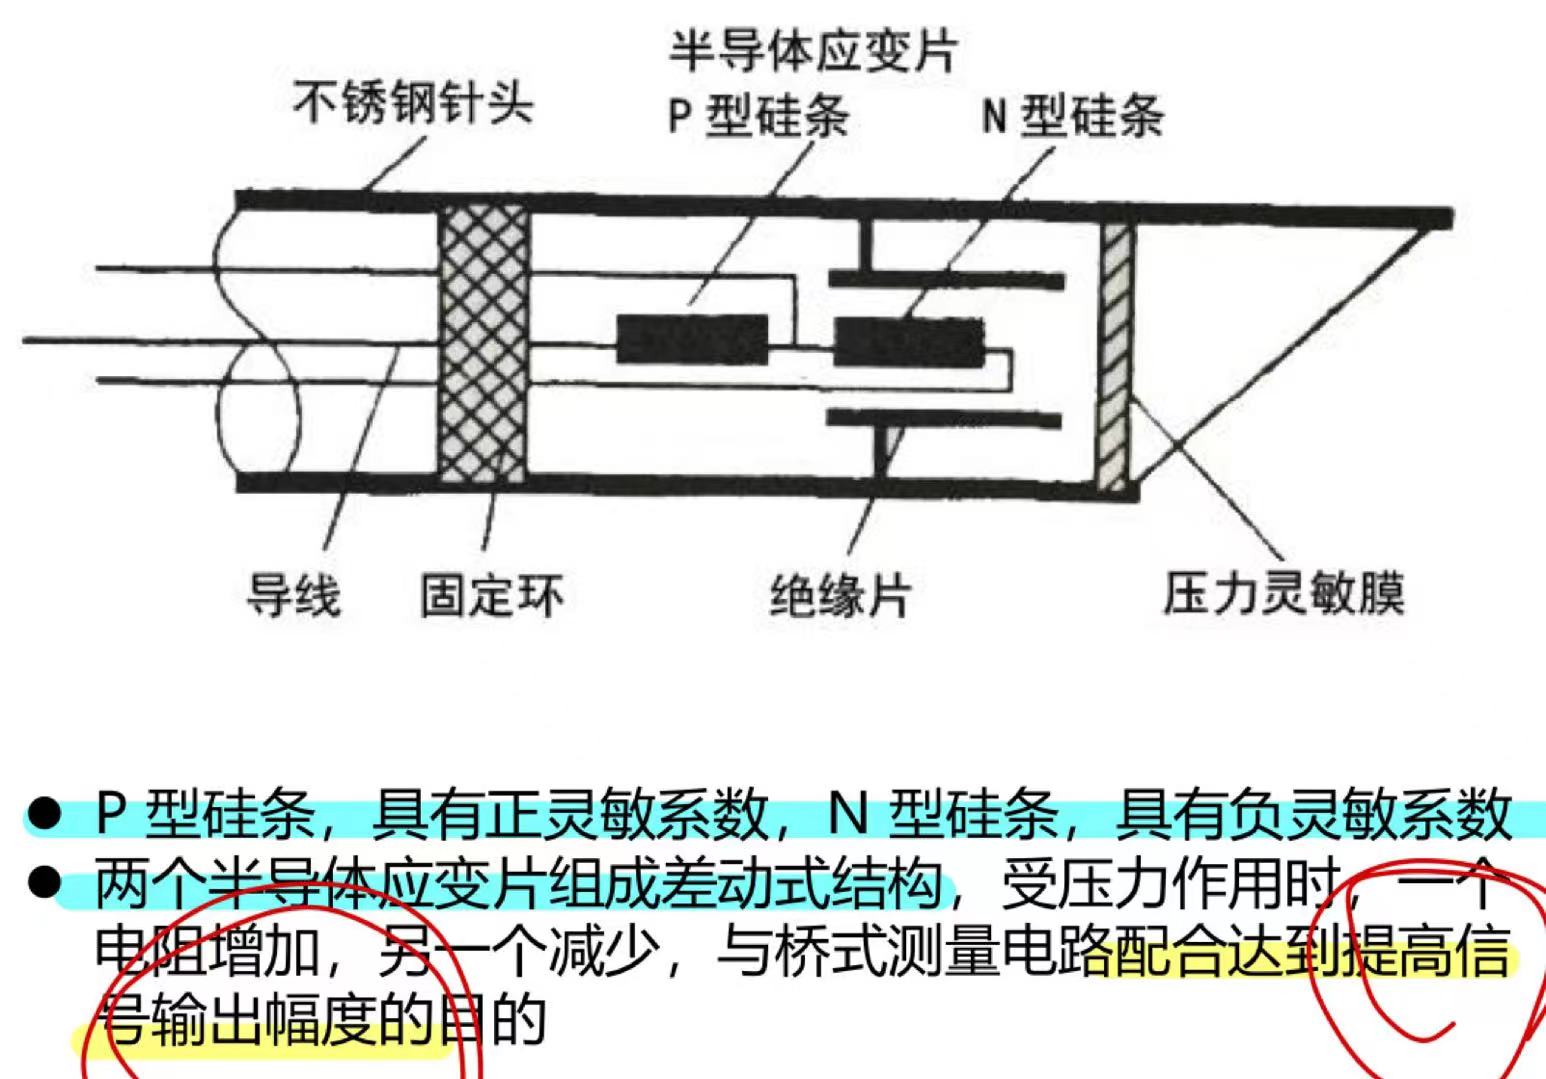 半导体应变片
不锈钢针头
P 型硅条
N 型硅条
导线
固定环
绝缘片
压力灵敏膜
● P 型硅条，具有正灵敏系数，N 型硅条，具有负灵敏系数
● 两个半导体应变片组成差动式结构，受压力作用时，一个
电阻增加，另一个减少，与桥式测量电路配合达到提高信
号输出幅度的目的